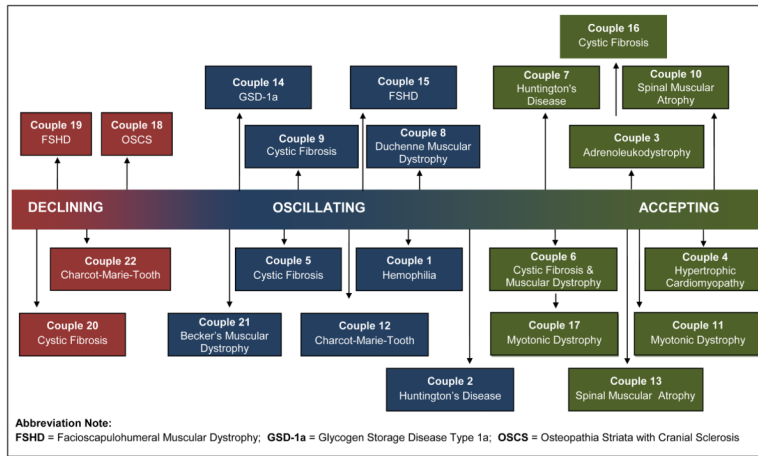 Couple 16
Cystic Fibrosis
Couple 14
GSD-1a
Couple 15
FSHD
Couple 7
Huntington's
Disease
Couple 10
Spinal Muscular
Atrophy
Couple 19
FSHD
Couple 18
OSCS
Couple 9
Cystic Fibrosis
Couple 8
Duchenne Muscular
Dystrophy
Couple 3
Adrenoleukodystrophy
DECLINING
OSCILLATING
ACCEPTING
Couple 22
Charcot-Marie-Tooth
Couple 5
Cystic Fibrosis
Couple 1
Hemophilia
Couple 6
Cystic Fibrosis &
Muscular Dystrophy
Couple 4
Hypertrophic
Cardiomyopathy
Couple 20
Cystic Fibrosis
Couple 21
Becker's Muscular
Dystrophy
Couple 12
Charcot-Marie-Tooth
Couple 17
Myotonic Dystrophy
Couple 11
Myotonic Dystrophy
Couple 2
Huntington's Disease
Couple 13
Spinal Muscular Atrophy
Abbreviation Note:
FSHD = Facioscapulohumeral Muscular Dystrophy; GSD-1a = Glycogen Storage Disease Type 1a; OSCS = Osteopathia Striata with Cranial Sclerosis